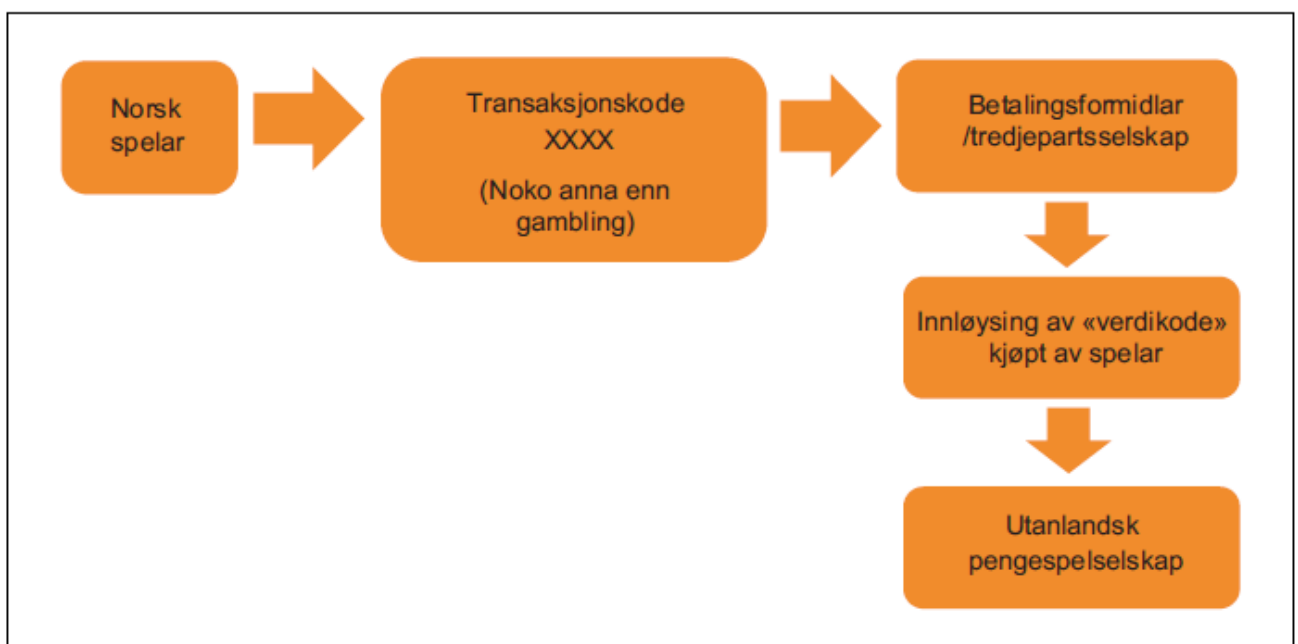 Norsk
spelar
Transaksjonskode
XXXX
(Noko anna enn
gambling)
Betalingsformidlar
/tredjepartsselskap
Innløysing av «verdikode»
kjøpt av spelar
Utanlandsk
pengespelselskap